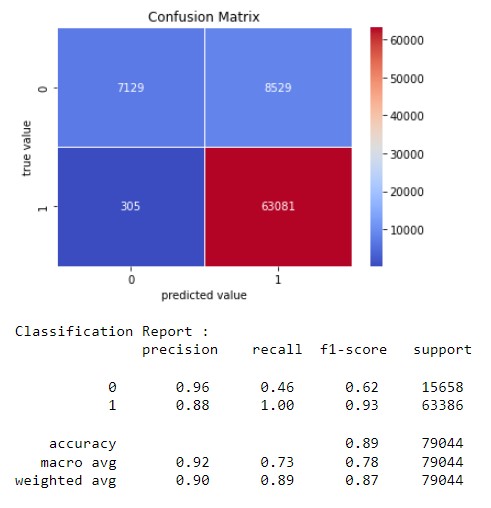 Confusion Matrix
60000
50000
40000
30000
20000
10000
true value
0
7129 8529
1
305 63081
0 1
predicted value
Classification Report :
precision recall f1-score support
0 0.96 0.46 0.62 15658
1 0.88 1.00 0.93 63386
accuracy 0.89 79044
macro avg 0.92 0.73 0.78 79044
weighted avg 0.90 0.89 0.87 79044